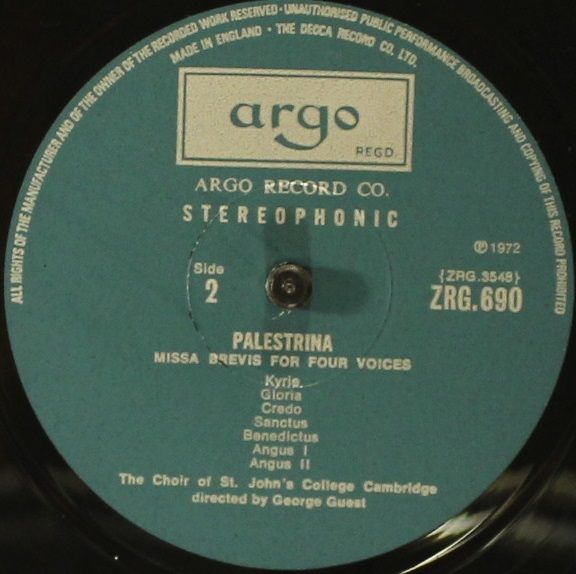 ALL RIGHTS OF THE MANUFACTURER AND OF THE OWNER OF THE RECORDED WORK RESERVED · UNAUTHORISED PUBLIC PERFORMANCE BROADCASTING AND COPYING OF THIS RECORD PROHIBITED
MADE IN ENGLAND · THE DECCA RECORD CO. LTD.
argo
REGD.
ARGO RECORD CO.
STEREOPHONIC
℗ 1972
Side
2
{ZRG.3548}
ZRG.690
PALESTRINA
MISSA BREVIS FOR FOUR VOICES
Kyrie
Gloria
Credo
Sanctus
Benedictus
Angus I
Angus II
The Choir of St. John's College Cambridge
directed by George Guest